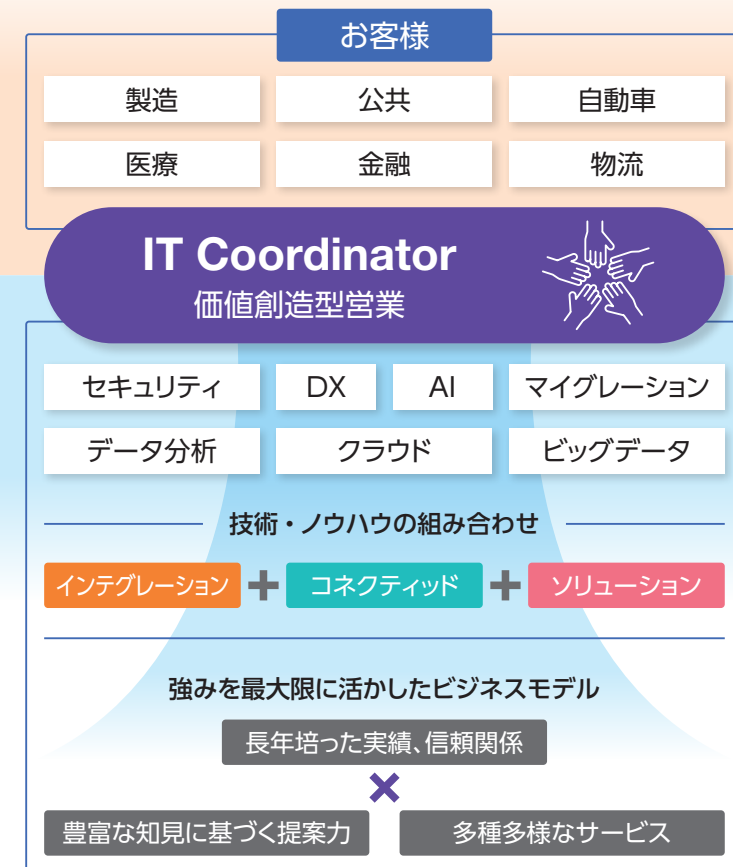 お客様
製造 公共 自動車
医療 金融 物流
IT Coordinator
価値創造型営業
セキュリティ DX AI マイグレーション
データ分析 クラウド ビッグデータ
技術・ノウハウの組み合わせ
インテグレーション + コネクティッド + ソリューション
強みを最大限に活かしたビジネスモデル
長年培った実績、信頼関係
×
豊富な知見に基づく提案力 多種多様なサービス